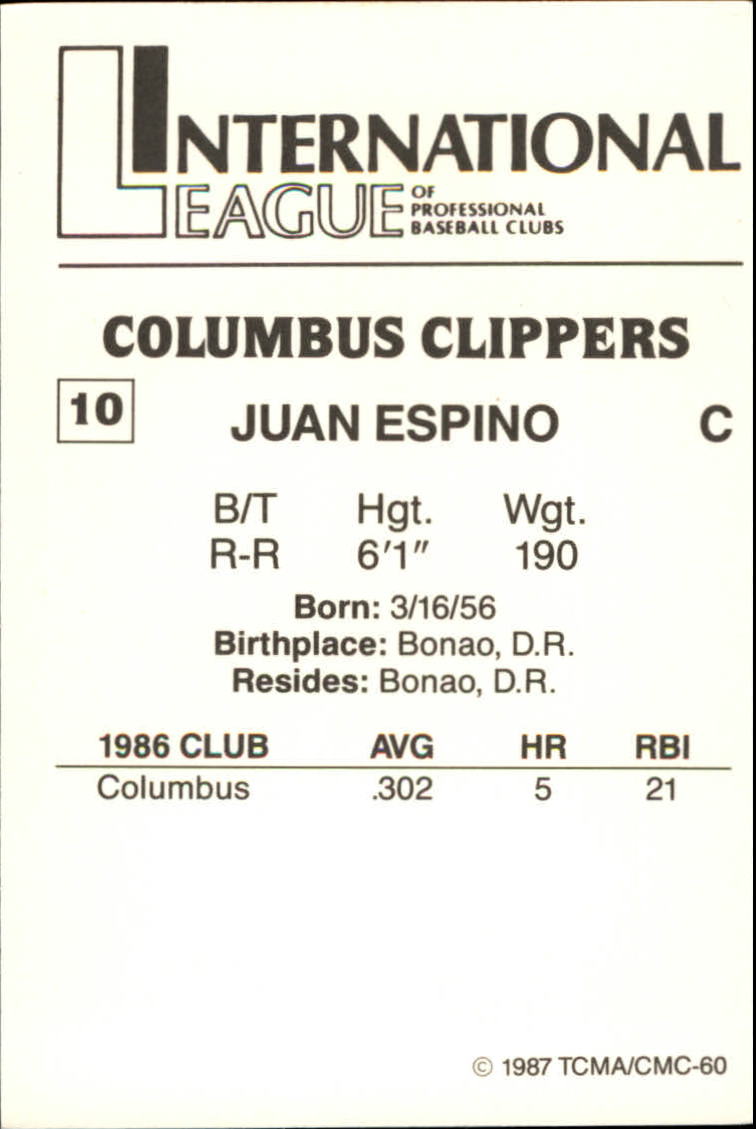 INTERNATIONAL
LEAGUE OF
PROFESSIONAL
BASEBALL CLUBS
COLUMBUS CLIPPERS
10 JUAN ESPINO C
B/T Hgt. Wgt.
R-R 6'1" 190
Born: 3/16/56
Birthplace: Bonao, D.R.
Resides: Bonao, D.R.
1986 CLUB AVG HR RBI
Columbus .302 5 21
© 1987 TCMA/CMC-60